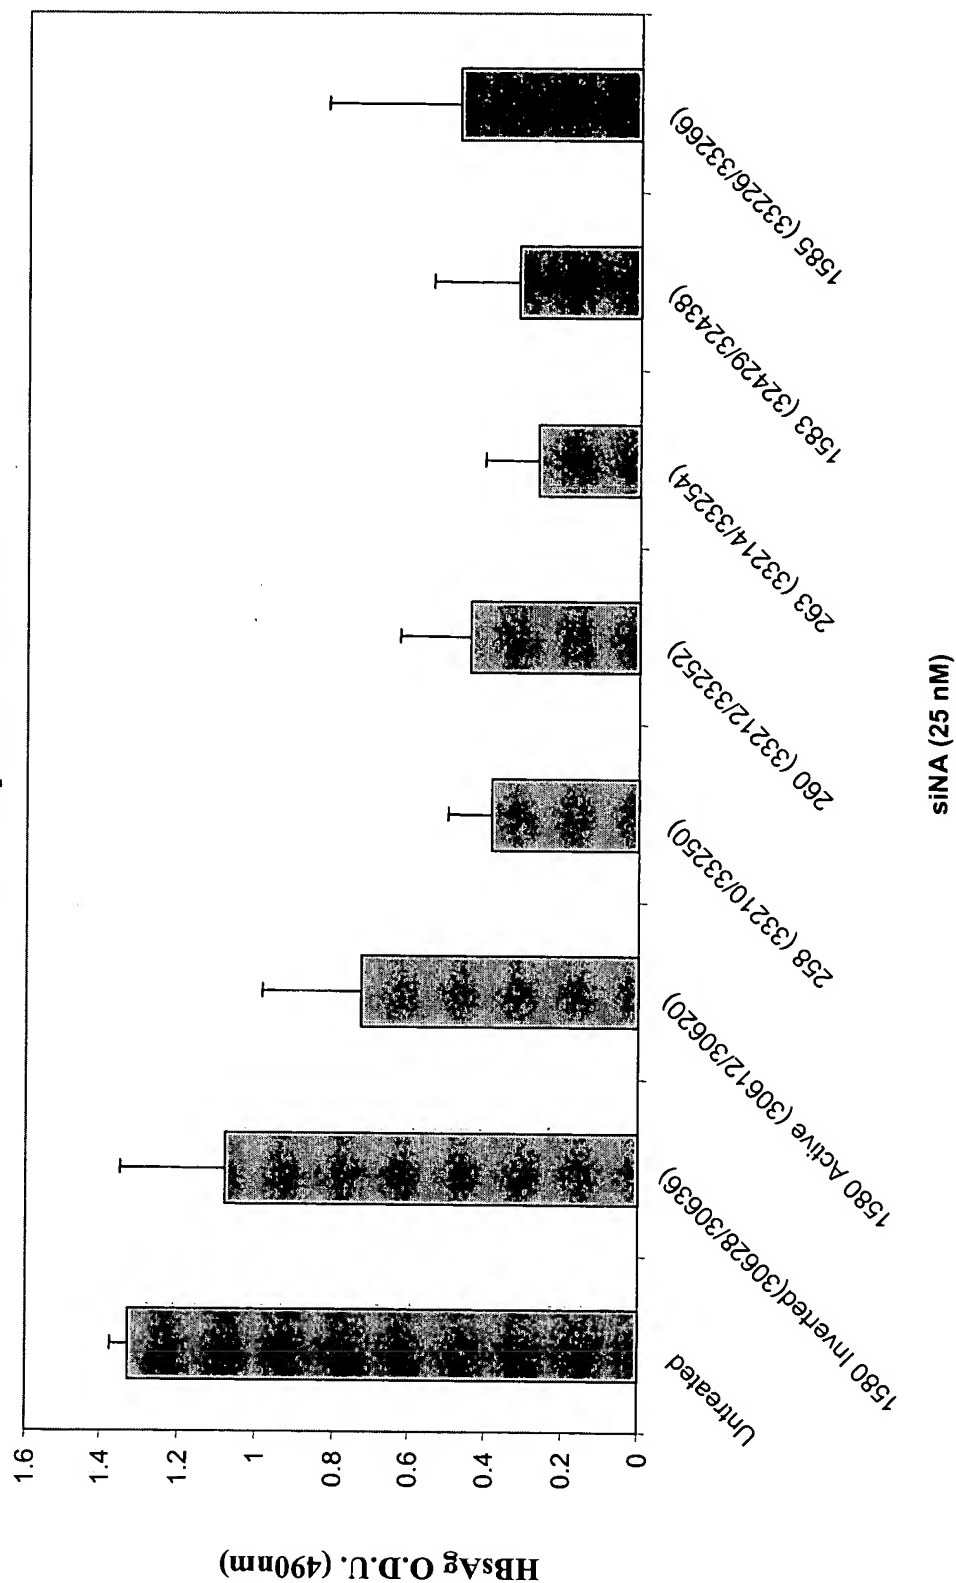 HBsAg O.D.U. (490nm)
1.6
1.4
1.2
1
0.8
0.6
0.4
0.2
0
Untreated
1580 Inverted(30628/30636)
1580 Active (30612/30620)
258 (33210/33250)
260 (33212/33252)
263 (33214/33254)
1583 (32429/32438)
1585 (33226/33266)
siNA (25 nM)